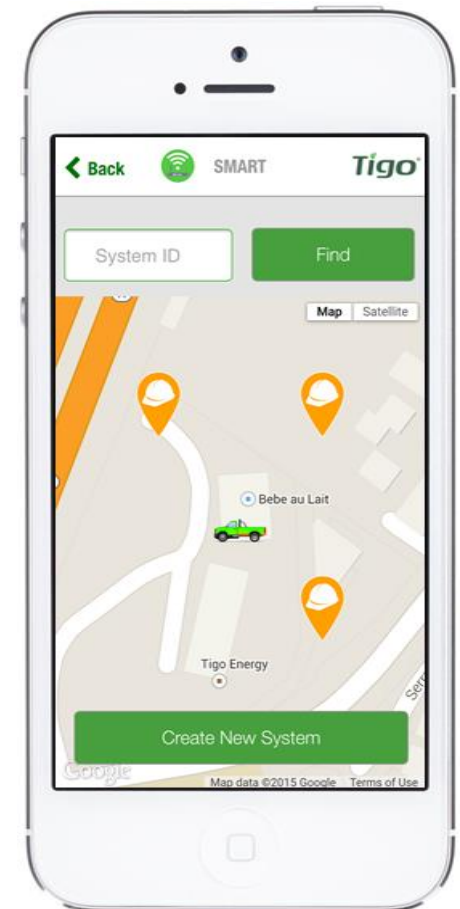 Back SMART Tigo
System ID Find
Map Satellite
Bebe au Lait
Tigo Energy
Create New System
Google Map data ©2015 Google Terms of Use